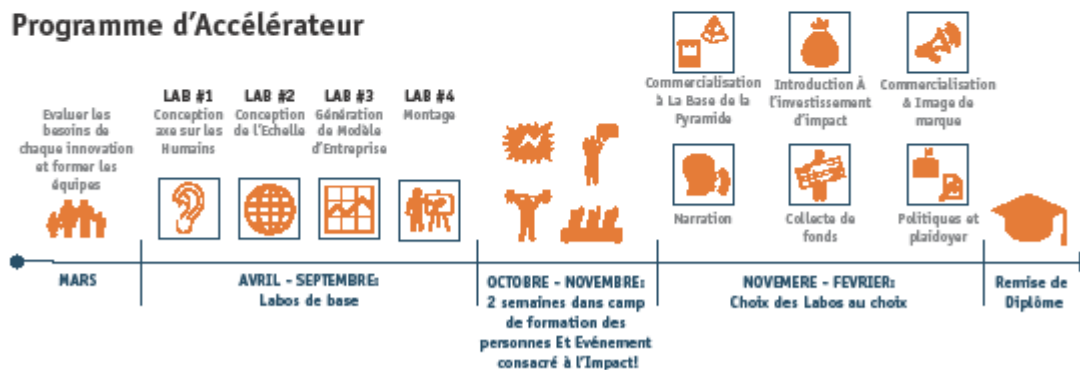 Programme d'Accélérateur
Evaluer les
besoins de
chaque innovation
et former les
équipes
LAB #1
Conception
axe sur les
Humains
LAB #2
Conception
de l'Echelle
LAB #3
Génération
de Modèle
d'Entreprise
LAB #4
Montage
Commercialisation
à La Base de la
Pyramide
Introduction À
l'investissement
d'impact
Commercialisation
& Image de
marque
Narration
Collecte de
fonds
Politiques et
plaidoyer
MARS
AVRIL - SEPTEMBRE:
Labos de base
OCTOBRE - NOVEMBRE:
2 semaines dans camp
de formation des
personnes Et Evénement
consacré à l'Impact!
NOVEMERE - FEVRIER:
Choix des Labos au choix
Remise de
Diplôme